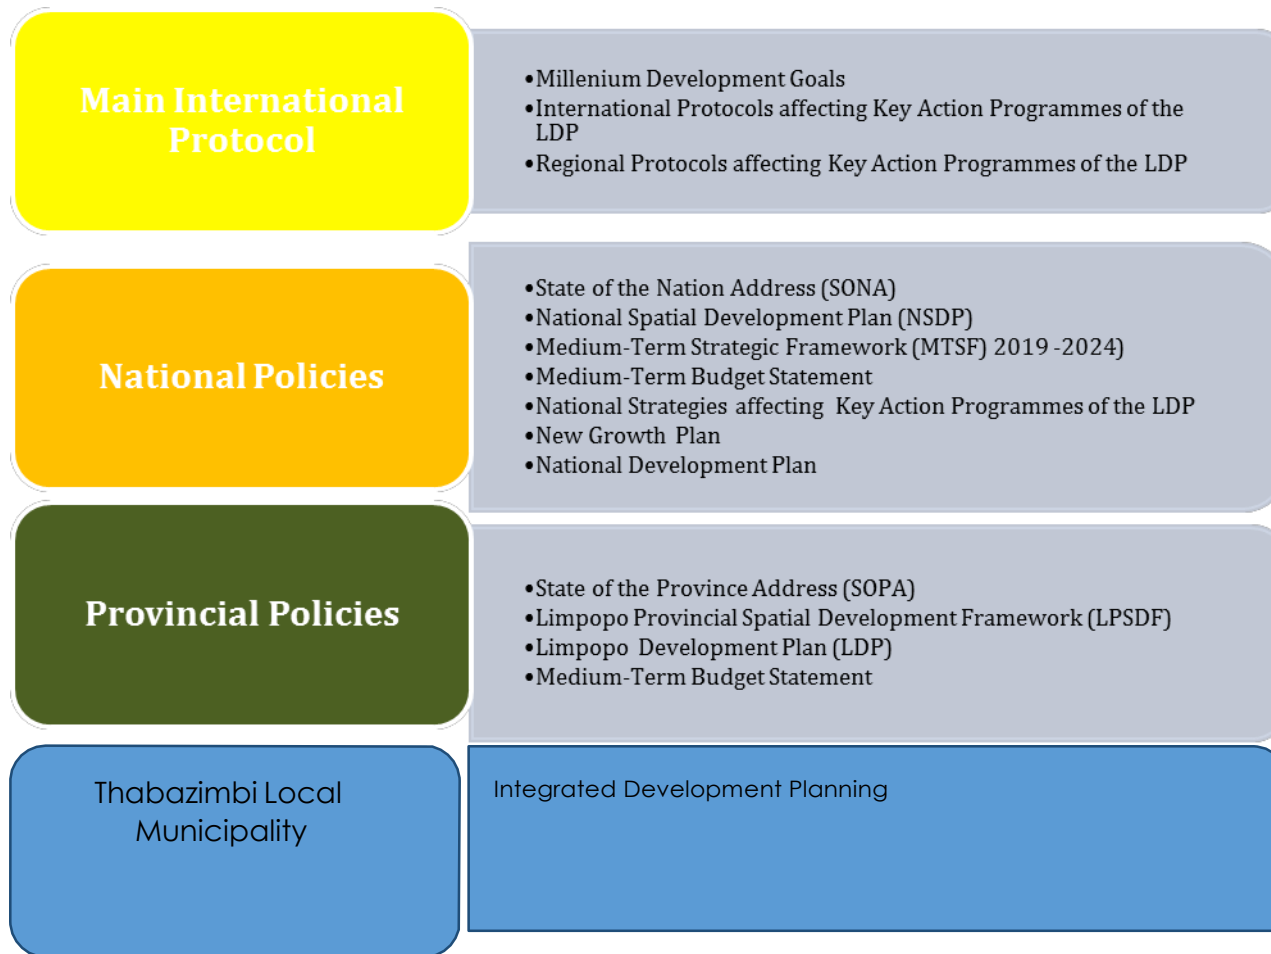 Main International
Protocol
•Millenium Development Goals
•International Protocols affecting Key Action Programmes of the
LDP
•Regional Protocols affecting Key Action Programmes of the LDP
National Policies
•State of the Nation Address (SONA)
•National Spatial Development Plan (NSDP)
•Medium-Term Strategic Framework (MTSF) 2019 -2024)
•Medium-Term Budget Statement
•National Strategies affecting Key Action Programmes of the LDP
•New Growth Plan
•National Development Plan
Provincial Policies
•State of the Province Address (SOPA)
•Limpopo Provincial Spatial Development Framework (LPSDF)
•Limpopo Development Plan (LDP)
•Medium-Term Budget Statement
Thabazimbi Local
Municipality
Integrated Development Planning